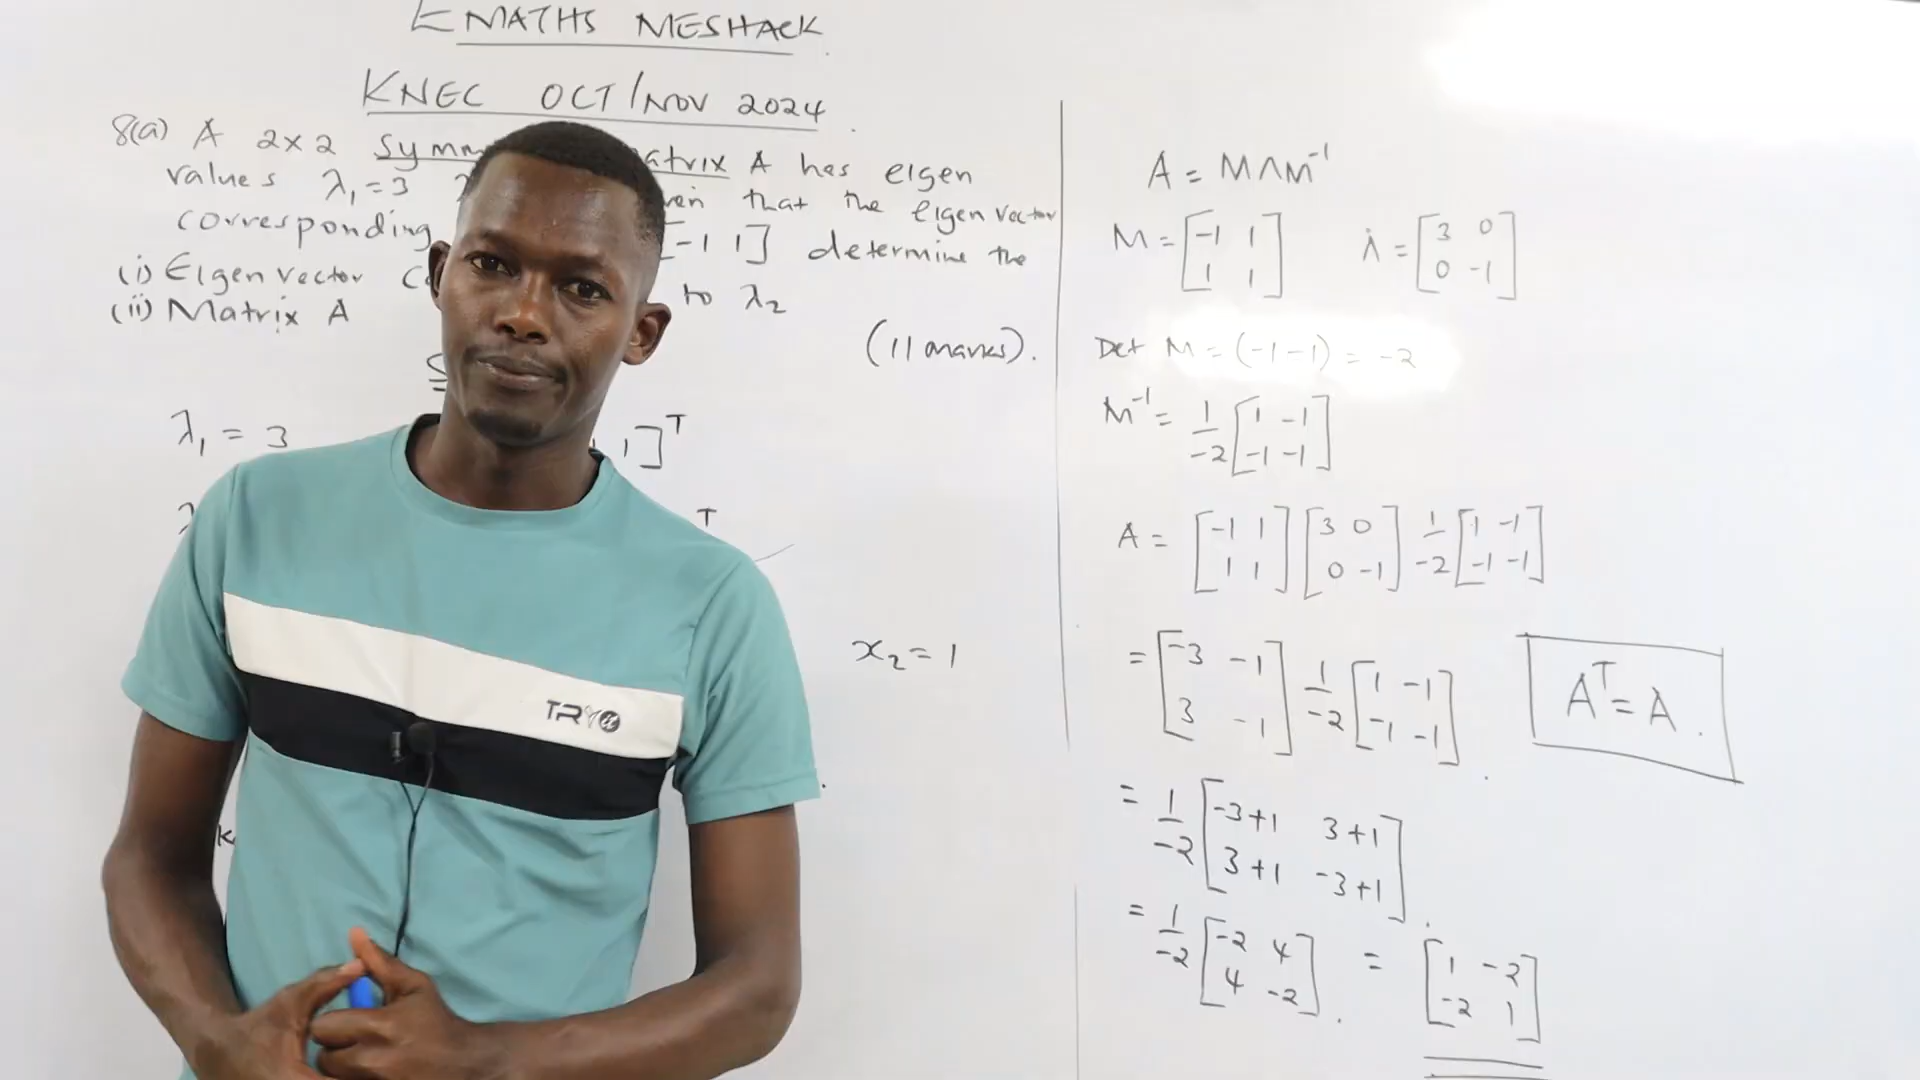 EMATHS MESHACK
KNEC OCT/NOV 2024
8(a) A 2x2 Symm atrix A has eigen
values λ₁=3 ven that the eigen vector
corresponding [-1 1] determine the
(i) Eigen vector to λ₂
(ii) Matrix A
(11 marks).
λ₁ = 3 1]ᵀ
T
x₂ = 1
A = MΛM⁻¹
M = [-1 1; 1 1] λ = [3 0; 0 -1]
Det M = (-1-1) = -2
M⁻¹ = 1/-2 [1 -1; -1 -1]
A = [-1 1; 1 1] [3 0; 0 -1] 1/-2 [1 -1; -1 -1]
= [-3 -1; 3 -1] 1/-2 [1 -1; -1 -1].
Aᵀ = A.
= 1/-2 [-3+1 3+1; 3+1 -3+1].
= 1/-2 [-2 4; 4 -2]. = [1 -2; -2 1]
TRY